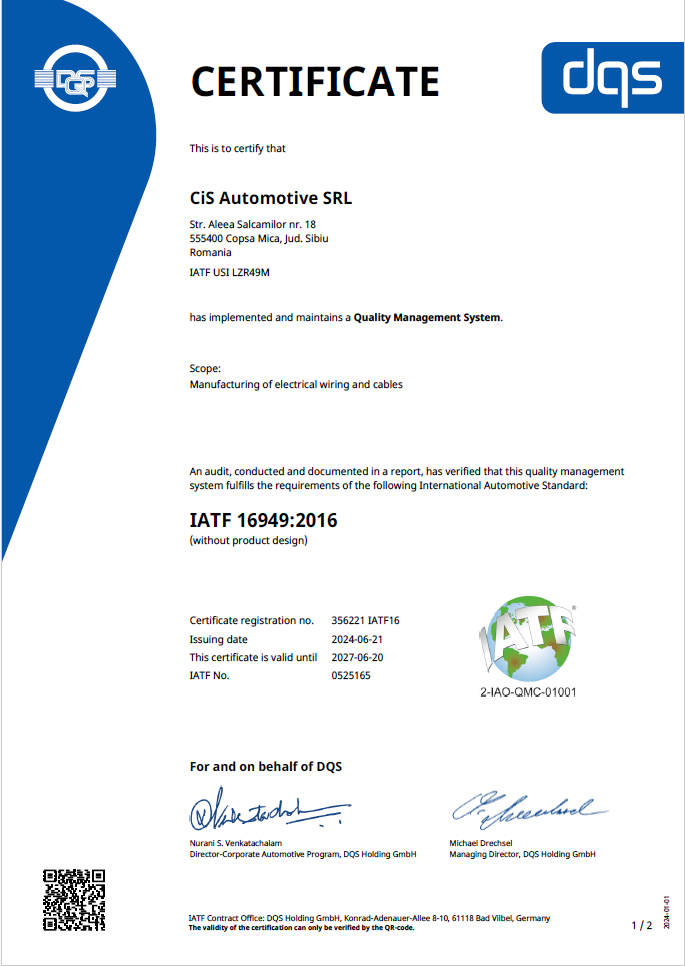 DQS
CERTIFICATE
dqs
This is to certify that
CiS Automotive SRL
Str. Aleea Salcamilor nr. 18
555400 Copsa Mica, Jud. Sibiu
Romania
IATF USI LZR49M
has implemented and maintains a Quality Management System.
Scope:
Manufacturing of electrical wiring and cables
An audit, conducted and documented in a report, has verified that this quality management
system fulfills the requirements of the following International Automotive Standard:
IATF 16949:2016
(without product design)
Certificate registration no. 356221 IATF16
Issuing date 2024-06-21
This certificate is valid until 2027-06-20
IATF No. 0525165
IATF®
2-IAO-QMC-01001
For and on behalf of DQS
Nurani S. Venkatachalam
Director-Corporate Automotive Program, DQS Holding GmbH
Michael Drechsel
Managing Director, DQS Holding GmbH
IATF Contract Office: DQS Holding GmbH, Konrad-Adenauer-Allee 8-10, 61118 Bad Vilbel, Germany
The validity of the certification can only be verified by the QR-code.
1 / 2
2024-01-01